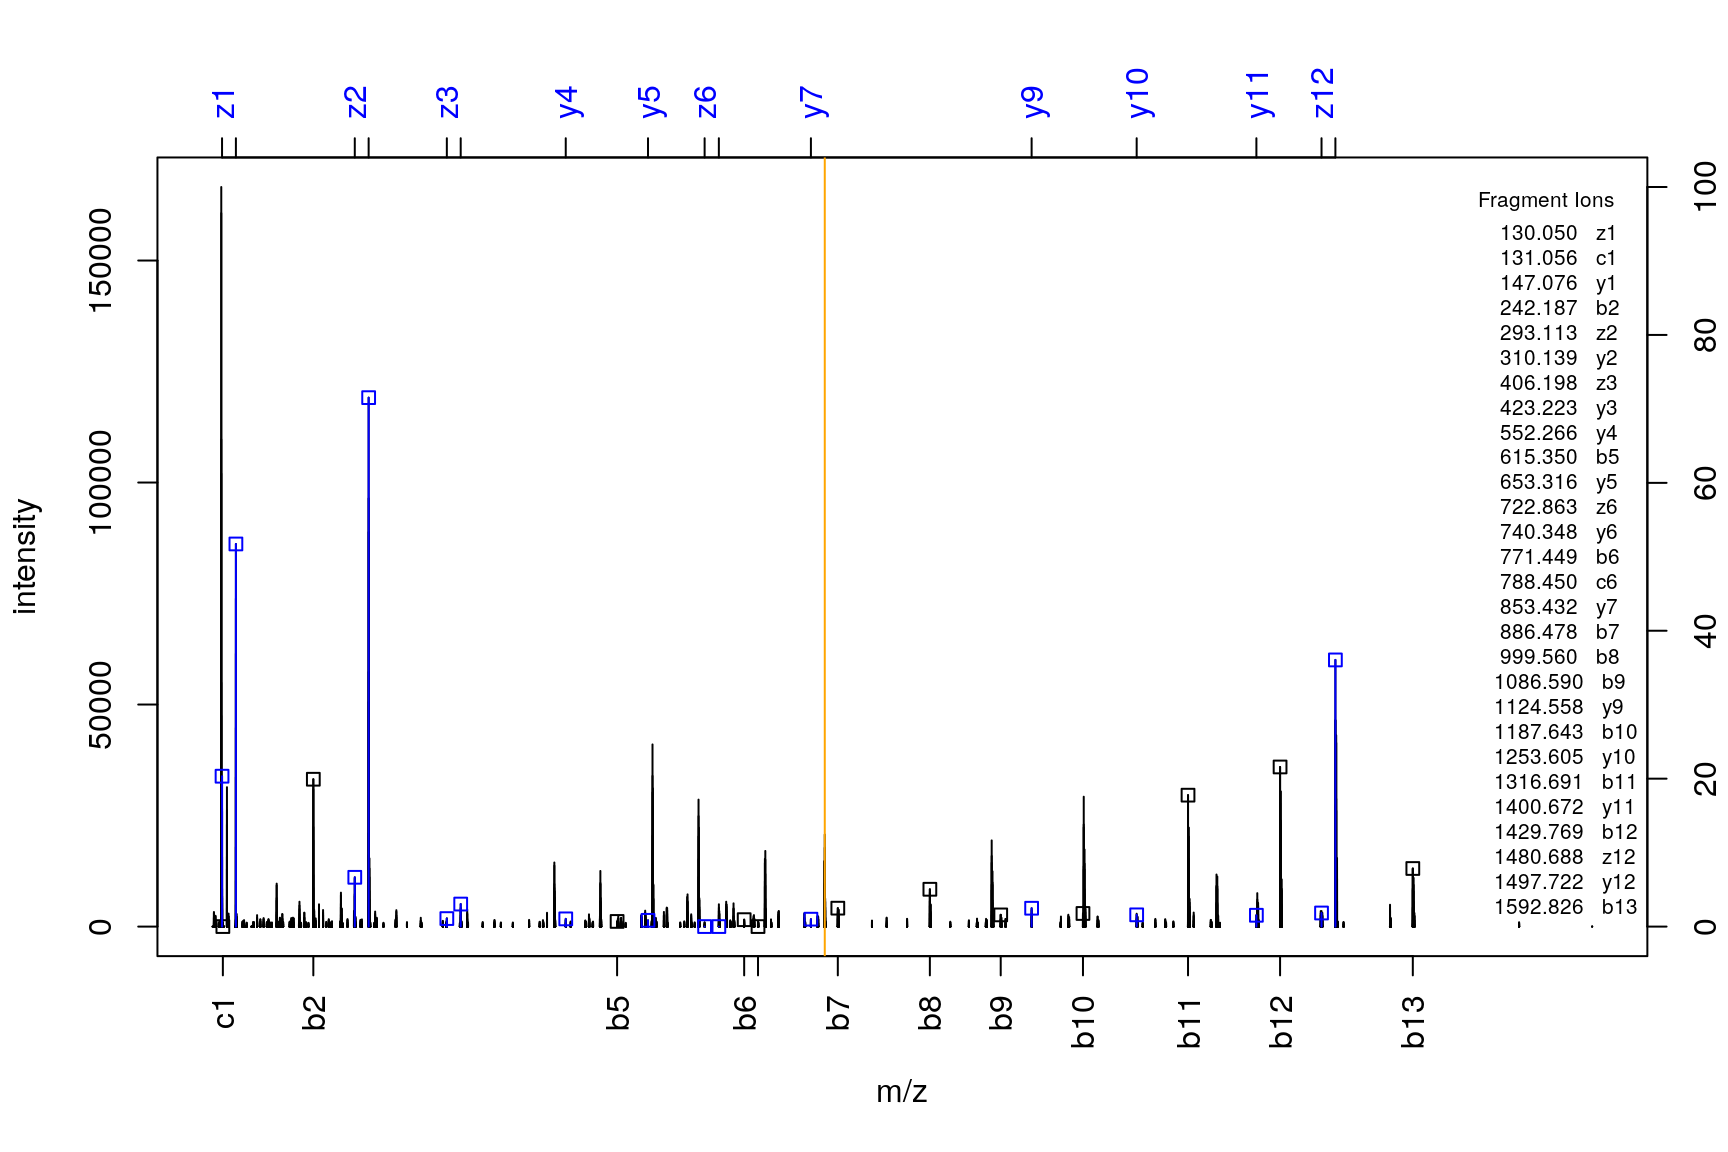 z1 z2 z3 y4 y5 z6 y7 y9 y10 y11 z12
Fragment Ions
130.050 z1
131.056 c1
147.076 y1
242.187 b2
293.113 z2
310.139 y2
406.198 z3
423.223 y3
552.266 y4
615.350 b5
653.316 y5
722.863 z6
740.348 y6
771.449 b6
788.450 c6
853.432 y7
886.478 b7
999.560 b8
1086.590 b9
1124.558 y9
1187.643 b10
1253.605 y10
1316.691 b11
1400.672 y11
1429.769 b12
1480.688 z12
1497.722 y12
1592.826 b13
intensity
0 50000 100000 150000
0 20 40 60 80 100
c1 b2 b5 b6 b7 b8 b9 b10 b11 b12 b13
m/z